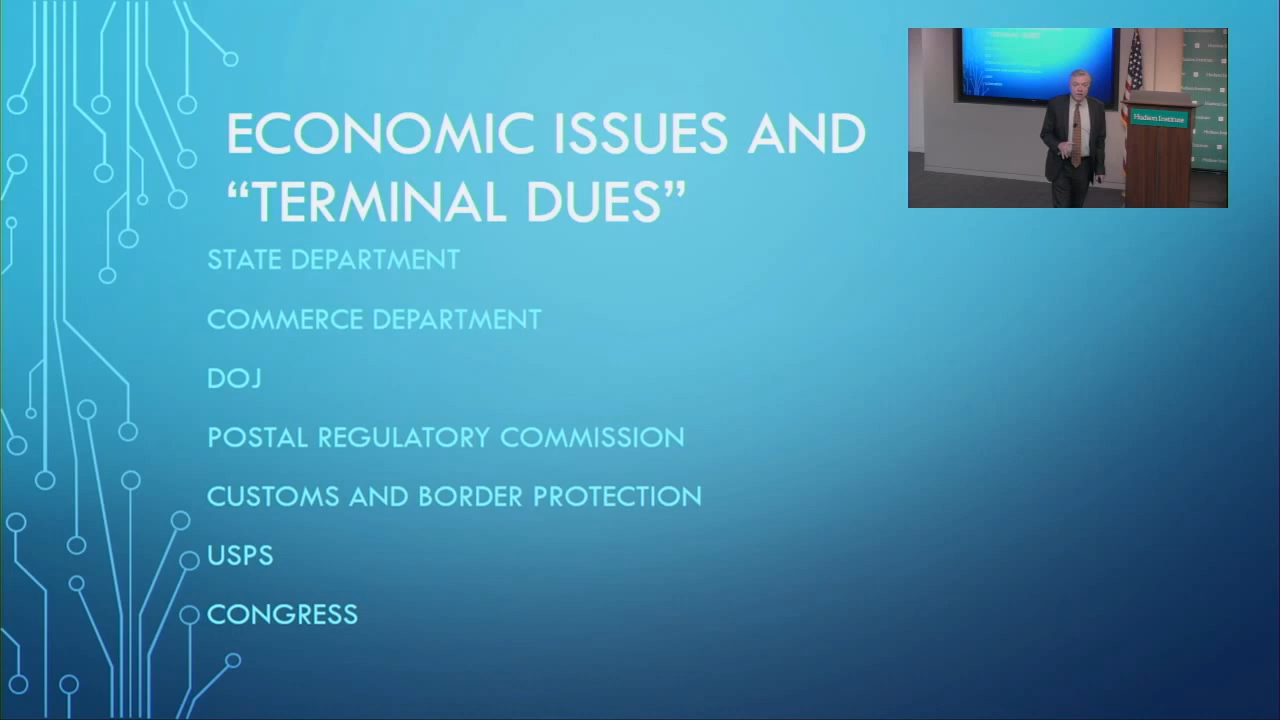 ECONOMIC ISSUES AND
“TERMINAL DUES”
STATE DEPARTMENT
COMMERCE DEPARTMENT
DOJ
POSTAL REGULATORY COMMISSION
CUSTOMS AND BORDER PROTECTION
USPS
CONGRESS
Hudson Institute